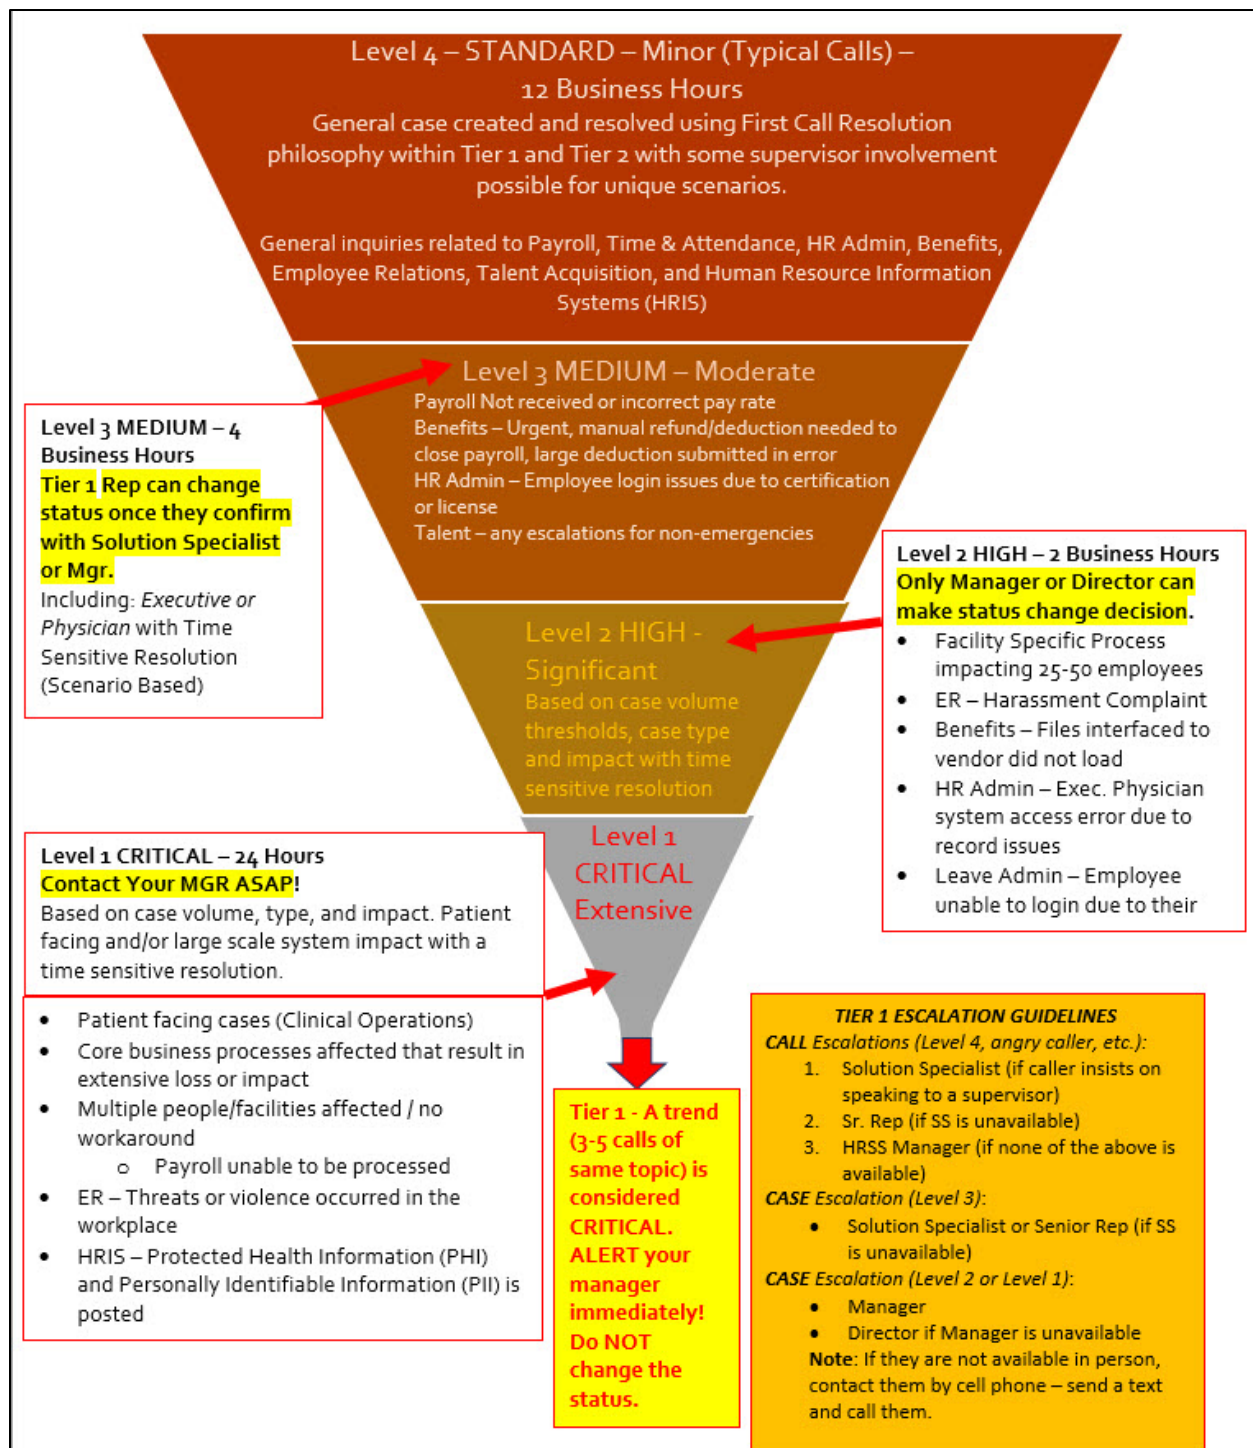 Level 4 – STANDARD – Minor (Typical Calls) –
12 Business Hours
General case created and resolved using First Call Resolution
philosophy within Tier 1 and Tier 2 with some supervisor involvement
possible for unique scenarios.
General inquiries related to Payroll, Time & Attendance, HR Admin, Benefits,
Employee Relations, Talent Acquisition, and Human Resource Information
Systems (HRIS)
Level 3 MEDIUM – Moderate
Payroll Not received or incorrect pay rate
Benefits – Urgent, manual refund/deduction needed to
close payroll, large deduction submitted in error
HR Admin – Employee login issues due to certification
or license
Talent – any escalations for non-emergencies
Level 3 MEDIUM – 4
Business Hours
Tier 1 Rep can change
status once they confirm
with Solution Specialist
or Mgr.
Including: Executive or
Physician with Time
Sensitive Resolution
(Scenario Based)
Level 2 HIGH -
Significant
Based on case volume
thresholds, case type
and impact with time
sensitive resolution
Level 2 HIGH – 2 Business Hours
Only Manager or Director can
make status change decision.
• Facility Specific Process
impacting 25-50 employees
• ER – Harassment Complaint
• Benefits – Files interfaced to
vendor did not load
• HR Admin – Exec. Physician
system access error due to
record issues
• Leave Admin – Employee
unable to login due to their
Level 1
CRITICAL
Extensive
Level 1 CRITICAL – 24 Hours
Contact Your MGR ASAP!
Based on case volume, type, and impact. Patient
facing and/or large scale system impact with a
time sensitive resolution.
• Patient facing cases (Clinical Operations)
• Core business processes affected that result in
extensive loss or impact
• Multiple people/facilities affected / no
workaround
o Payroll unable to be processed
• ER – Threats or violence occurred in the
workplace
• HRIS – Protected Health Information (PHI)
and Personally Identifiable Information (PII) is
posted
Tier 1 - A trend
(3-5 calls of
same topic) is
considered
CRITICAL.
ALERT your
manager
immediately!
Do NOT
change the
status.
TIER 1 ESCALATION GUIDELINES
CALL Escalations (Level 4, angry caller, etc.):
1. Solution Specialist (if caller insists on
speaking to a supervisor)
2. Sr. Rep (if SS is unavailable)
3. HRSS Manager (if none of the above is
available)
CASE Escalation (Level 3):
• Solution Specialist or Senior Rep (if SS
is unavailable)
CASE Escalation (Level 2 or Level 1):
• Manager
• Director if Manager is unavailable
Note: If they are not available in person,
contact them by cell phone – send a text
and call them.